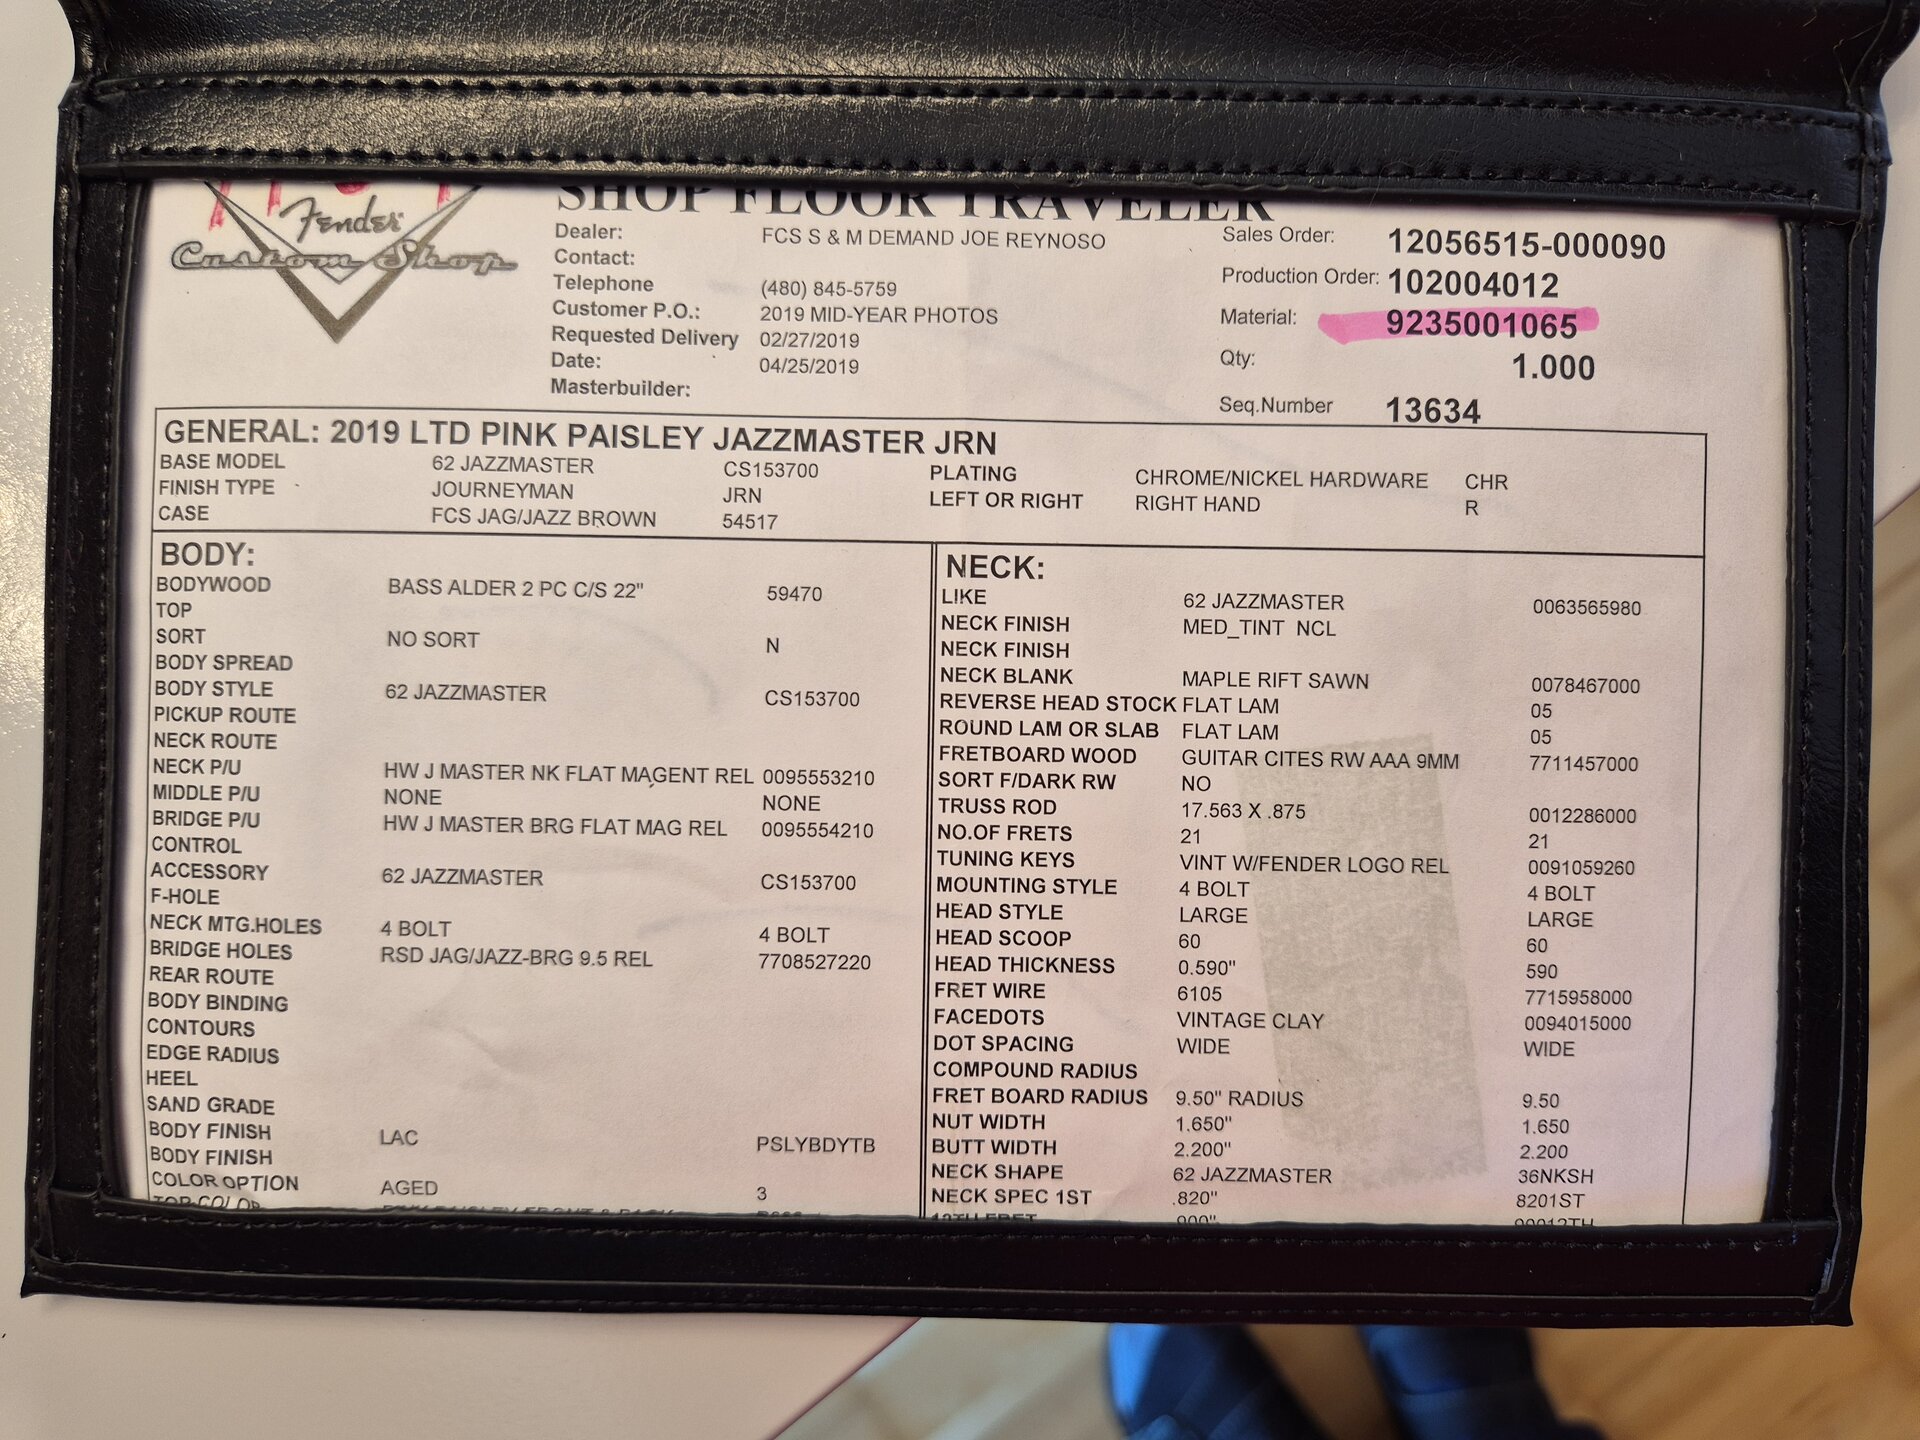 SHOP FLOOR TRAVELER
Fender
Custom Shop
Dealer: FCS S & M DEMAND JOE REYNOSO
Contact:
Telephone (480) 845-5759
Customer P.O.: 2019 MID-YEAR PHOTOS
Requested Delivery 02/27/2019
Date: 04/25/2019
Masterbuilder:
Sales Order: 12056515-000090
Production Order: 102004012
Material: 9235001065
Qty: 1.000
Seq.Number 13634
GENERAL: 2019 LTD PINK PAISLEY JAZZMASTER JRN
BASE MODEL 62 JAZZMASTER CS153700
FINISH TYPE JOURNEYMAN JRN
CASE FCS JAG/JAZZ BROWN 54517
PLATING CHROME/NICKEL HARDWARE CHR
LEFT OR RIGHT RIGHT HAND R
BODY:
BODYWOOD BASS ALDER 2 PC C/S 22" 59470
TOP
SORT NO SORT N
BODY SPREAD
BODY STYLE 62 JAZZMASTER CS153700
PICKUP ROUTE
NECK ROUTE
NECK P/U HW J MASTER NK FLAT MAGENT REL 0095553210
MIDDLE P/U NONE NONE
BRIDGE P/U HW J MASTER BRG FLAT MAG REL 0095554210
CONTROL
ACCESSORY 62 JAZZMASTER CS153700
F-HOLE
NECK MTG.HOLES 4 BOLT 4 BOLT
BRIDGE HOLES RSD JAG/JAZZ-BRG 9.5 REL 7708527220
REAR ROUTE
BODY BINDING
CONTOURS
EDGE RADIUS
HEEL
SAND GRADE
BODY FINISH LAC PSLYBDYTB
BODY FINISH
COLOR OPTION AGED 3
TOP COLOR
NECK:
LIKE 62 JAZZMASTER 0063565980
NECK FINISH MED_TINT NCL
NECK FINISH
NECK BLANK MAPLE RIFT SAWN 0078467000
REVERSE HEAD STOCK FLAT LAM 05
ROUND LAM OR SLAB FLAT LAM 05
FRETBOARD WOOD GUITAR CITES RW AAA 9MM 7711457000
SORT F/DARK RW NO
TRUSS ROD 17.563 X .875 0012286000
NO.OF FRETS 21 21
TUNING KEYS VINT W/FENDER LOGO REL 0091059260
MOUNTING STYLE 4 BOLT 4 BOLT
HEAD STYLE LARGE LARGE
HEAD SCOOP 60 60
HEAD THICKNESS 0.590" 590
FRET WIRE 6105 7715958000
FACEDOTS VINTAGE CLAY 0094015000
DOT SPACING WIDE WIDE
COMPOUND RADIUS
FRET BOARD RADIUS 9.50" RADIUS 9.50
NUT WIDTH 1.650" 1.650
BUTT WIDTH 2.200" 2.200
NECK SHAPE 62 JAZZMASTER 36NKSH
NECK SPEC 1ST .820" 8201ST
12TH FRET .900" 90012TH